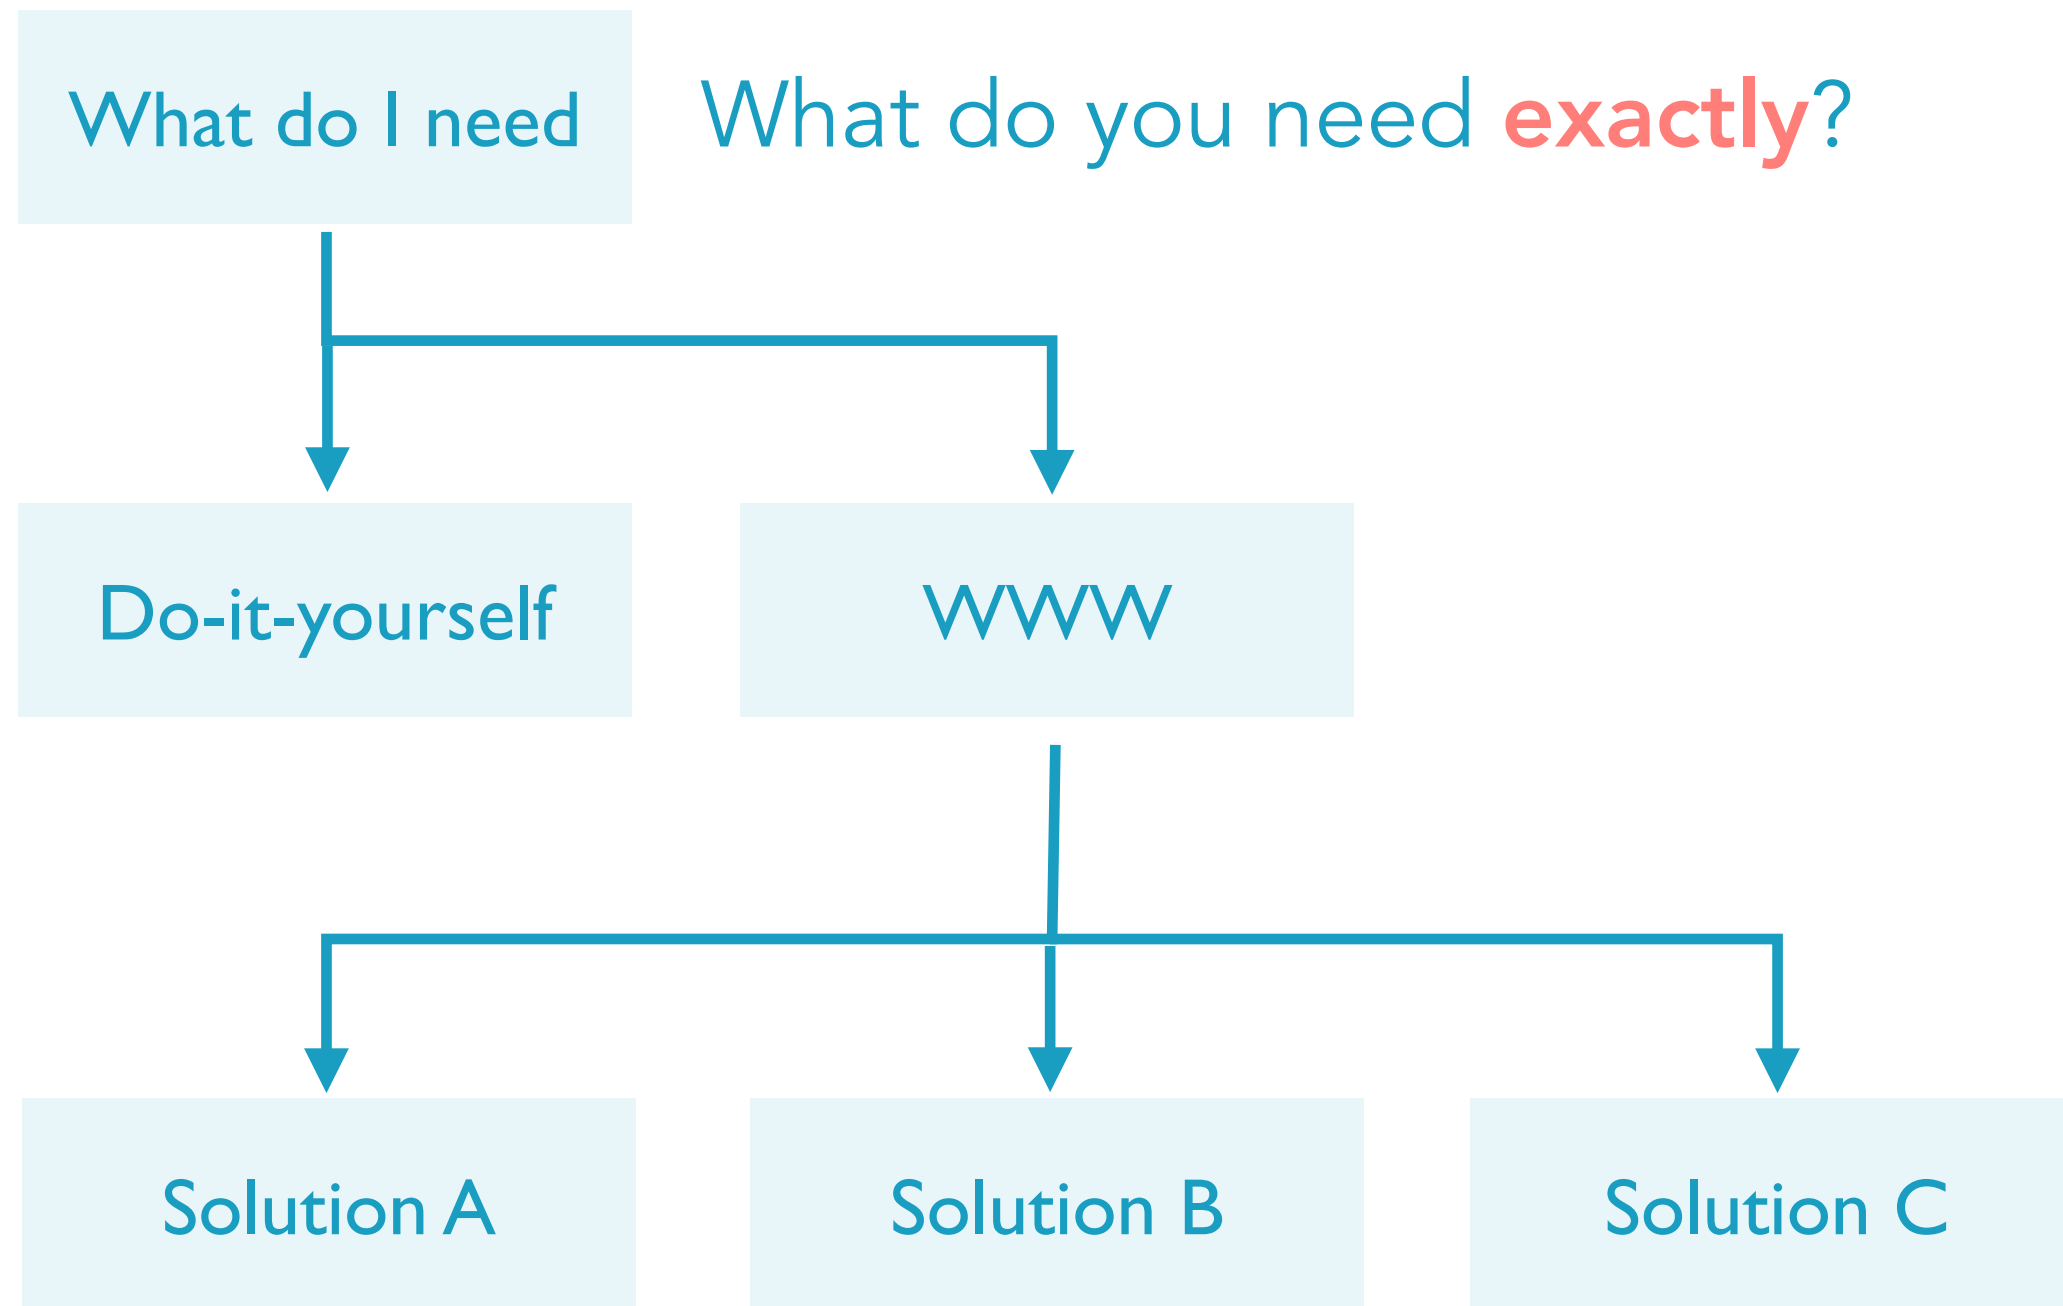 What do I need
What do you need exactly?
Do-it-yourself
WWW
Solution A
Solution B
Solution C